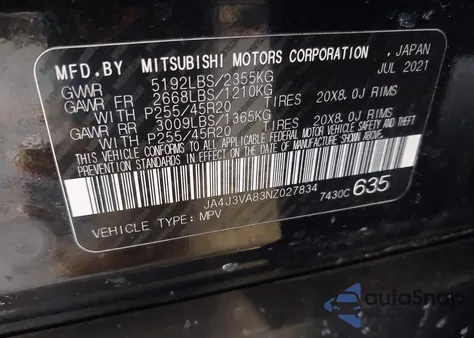 MFD.BY MITSUBISHI MOTORS CORPORATION, JAPAN
GVWR 5192LBS/2355KG JUL 2021
GAWR FR 2668LBS/1210KG
WITH P255/45R20 TIRES 20X8.0J RIMS
GAWR RR 3009LBS/1365KG
WITH P255/45R20 TIRES 20X8.0J RIMS
THIS VEHICLE CONFORMS TO ALL APPLICABLE FEDERAL MOTOR VEHICLE SAFETY AND THEFT
PREVENTION STANDARDS IN EFFECT ON THE DATE OF MANUFACTURE SHOWN ABOVE.
JA4J3VA83NZ027834 7430C 635
VEHICLE TYPE: MPV
autaSnap